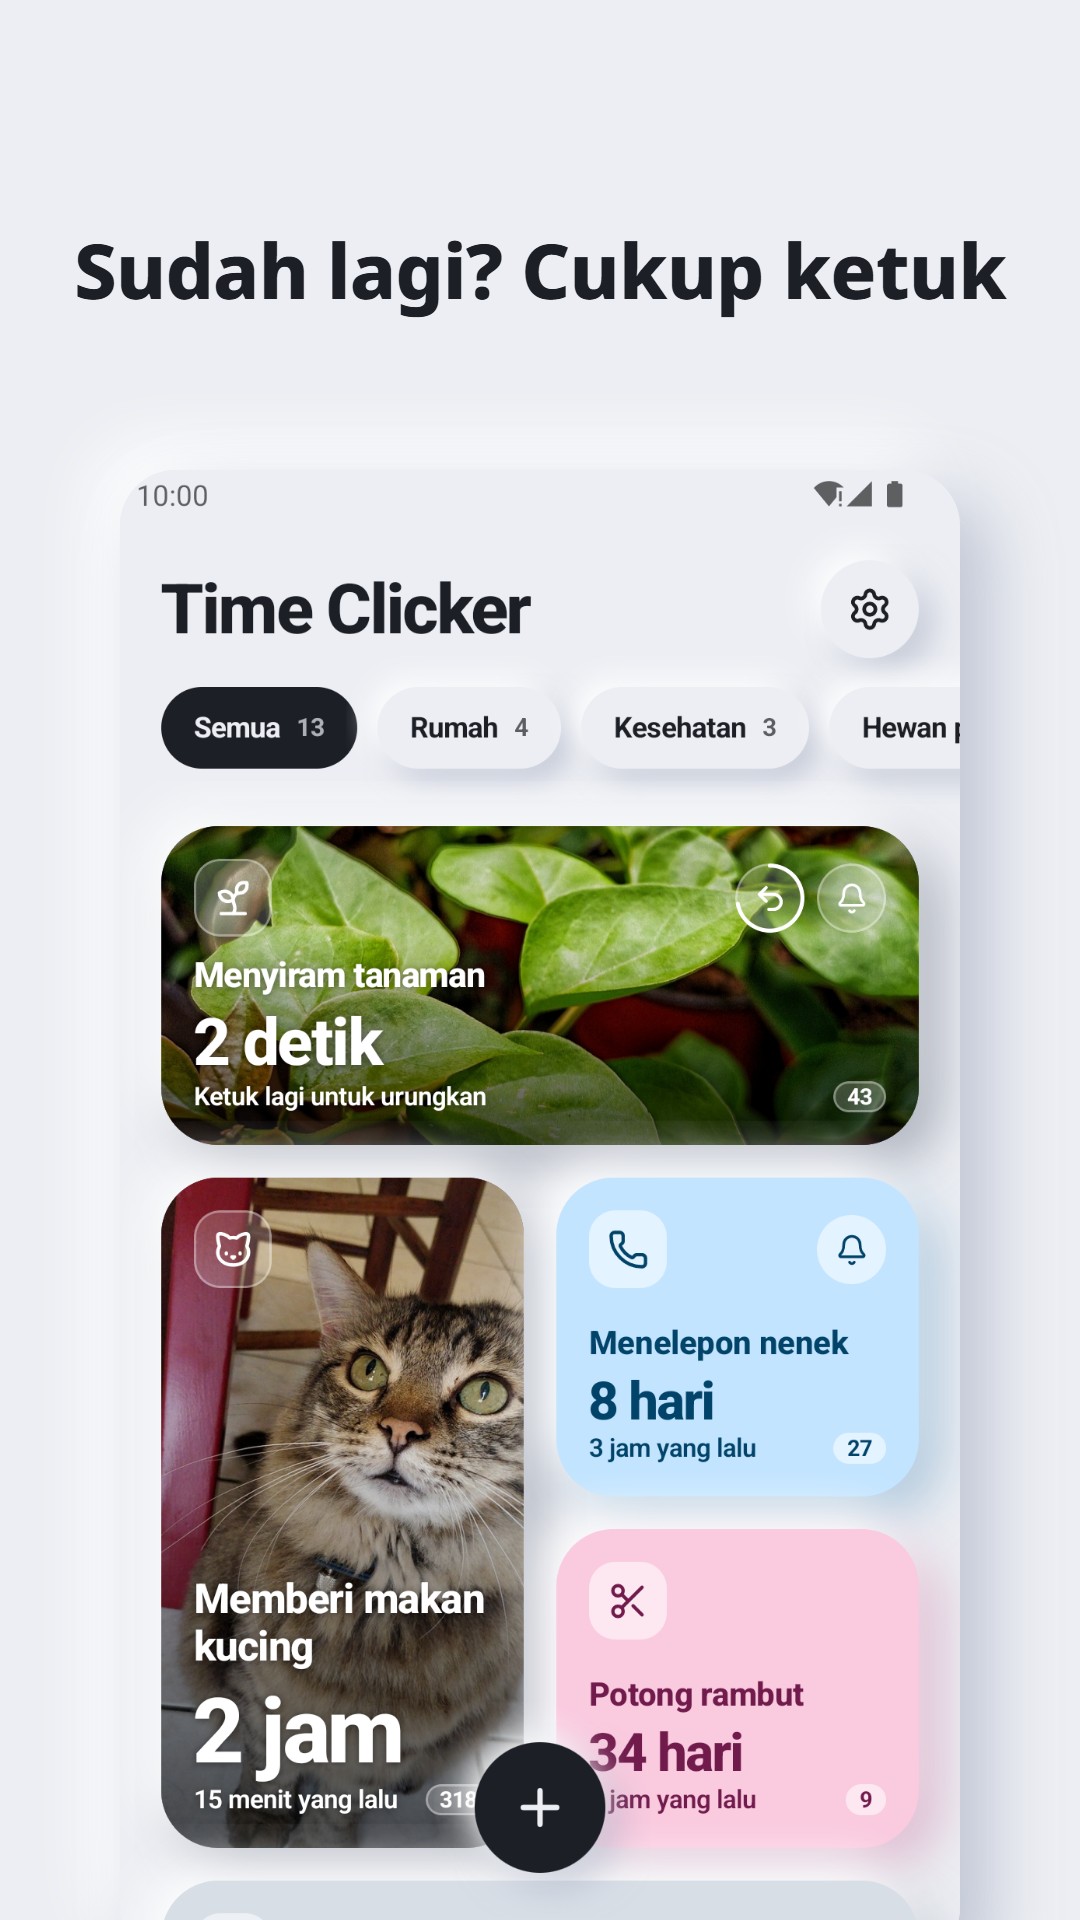 Sudah lagi? Cukup ketuk
10:00
Time Clicker
Semua 13
Rumah 4
Kesehatan 3
Hewan
Menyiram tanaman
2 detik
Ketuk lagi untuk urungkan
43
Memberi makan
kucing
2 jam
15 menit yang lalu
318
Menelepon nenek
8 hari
3 jam yang lalu
27
Potong rambut
34 hari
jam yang lalu
9